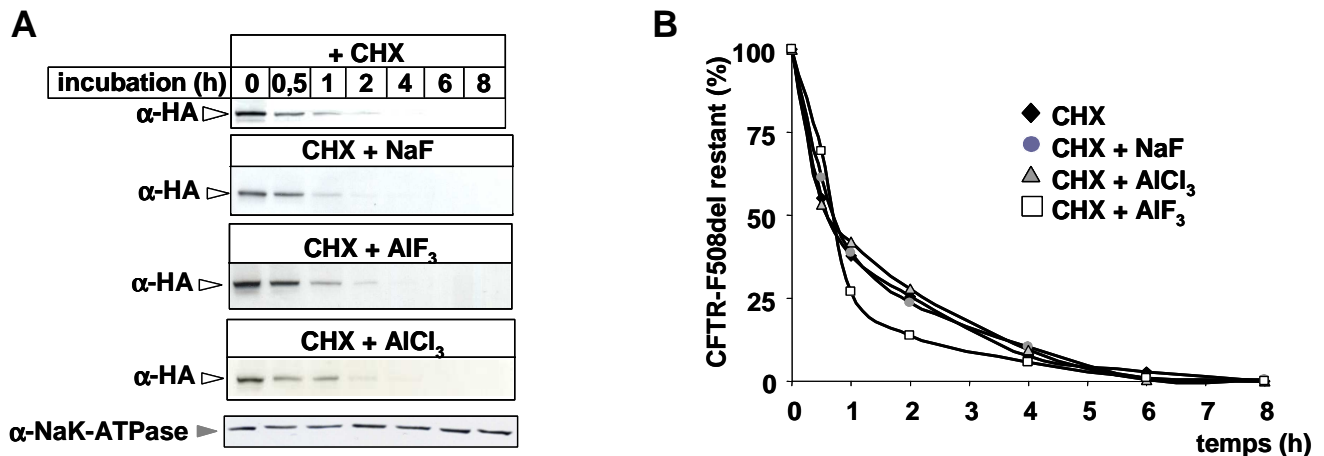 A
+ CHX
incubation (h) 0 0,5 1 2 4 6 8
α-HA
CHX + NaF
α-HA
CHX + AlF3
α-HA
CHX + AlCl3
α-HA
α-NaK-ATPase
B
CFTR-F508del restant (%)
100
75
50
25
0
0 1 2 3 4 5 6 7 8
temps (h)
CHX
CHX + NaF
CHX + AlCl3
CHX + AlF3